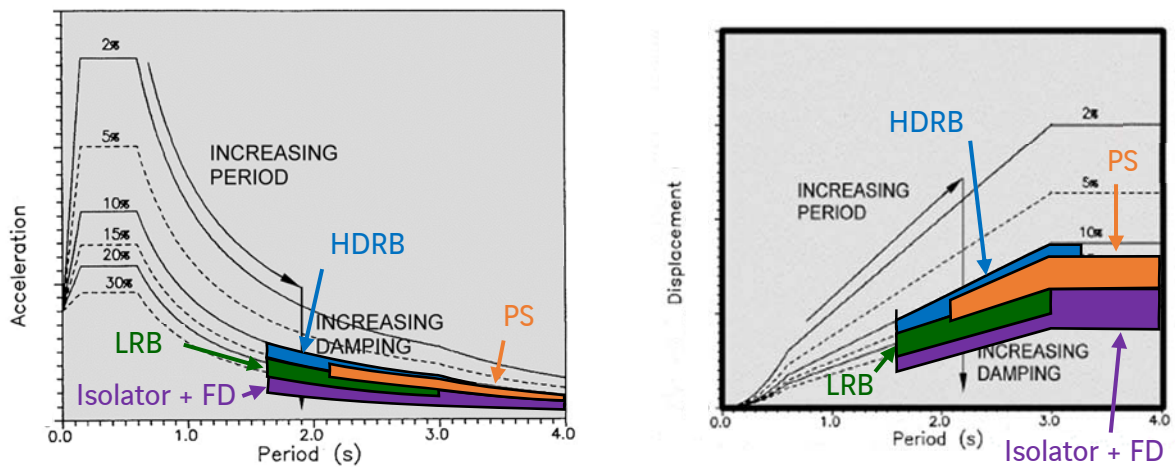 2%
5%
10%
15%
20%
30%
INCREASING
PERIOD
HDRB
INCREASING
DAMPING
PS
LRB
Isolator + FD
Acceleration
0.0
1.0
2.0
3.0
4.0
Period (s)
HDRB
2%
PS
5%
INCREASING
PERIOD
10%
Displacement
INCREASING
DAMPING
LRB
0.0
1.0
2.0
3.0
4.0
Period (s)
Isolator + FD